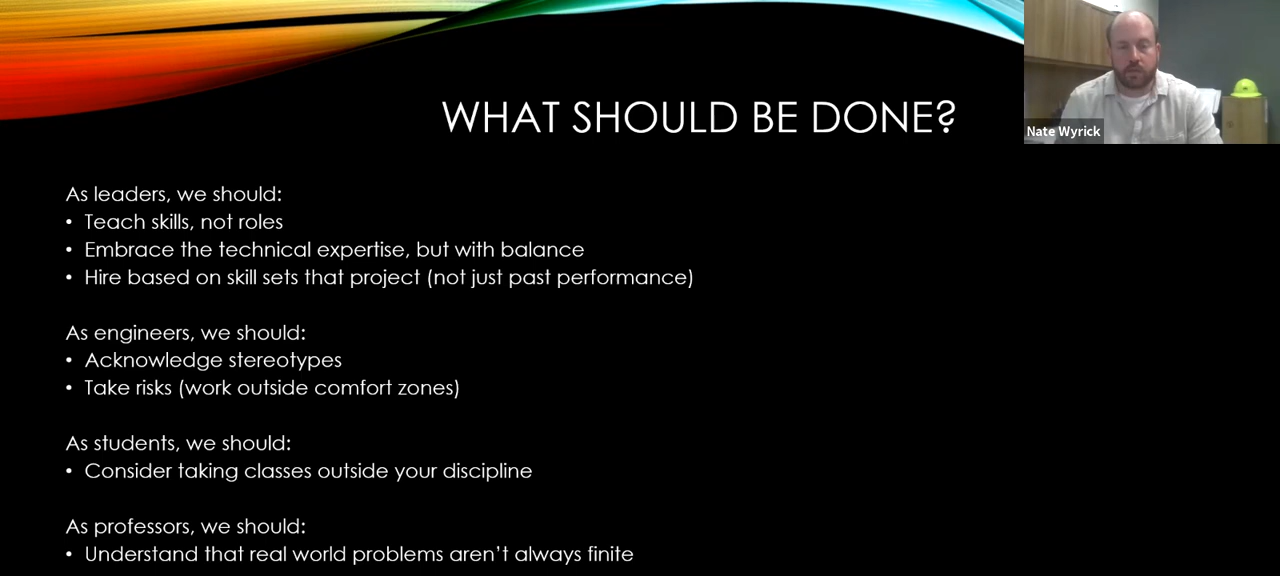 WHAT SHOULD BE DONE?
Nate Wyrick
As leaders, we should:
• Teach skills, not roles
• Embrace the technical expertise, but with balance
• Hire based on skill sets that project (not just past performance)
As engineers, we should:
• Acknowledge stereotypes
• Take risks (work outside comfort zones)
As students, we should:
• Consider taking classes outside your discipline
As professors, we should:
• Understand that real world problems aren't always finite